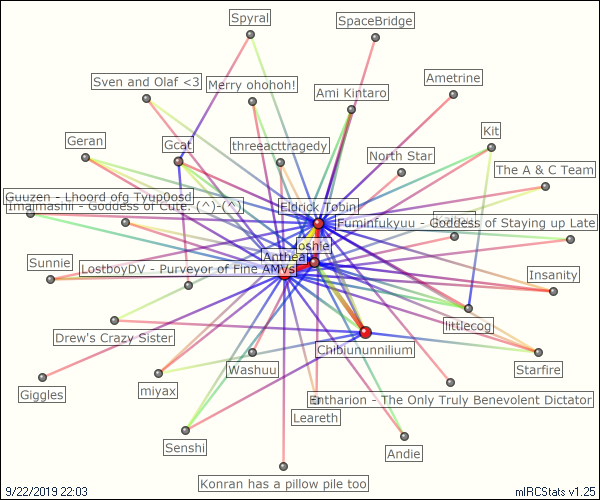 Spyral
SpaceBridge
Sven and Olaf <3
Merry ohohoh!
Ametrine
Ami Kintaro
Geran
Gcat
threeacttragedy
Kit
North Star
The A & C Team
Guuzen - Lhoord ofg Tyup0osd
Imamashii - Goddess of Cute. (^)-(^)
Eldrick Tobin
Fuminfukyuu - Goddess of Staying up Late
oshie
Anthea
Sunnie
LostboyDV - Purveyor of Fine AMVs
Insanity
littlecog
Drew's Crazy Sister
Chibiununnilium
Washuu
Starfire
Giggles
miyax
Entharion - The Only Truly Benevolent Dictator
Leareth
Senshi
Andie
Konran has a pillow pile too
9/22/2019 22:03
mIRCStats v1.25